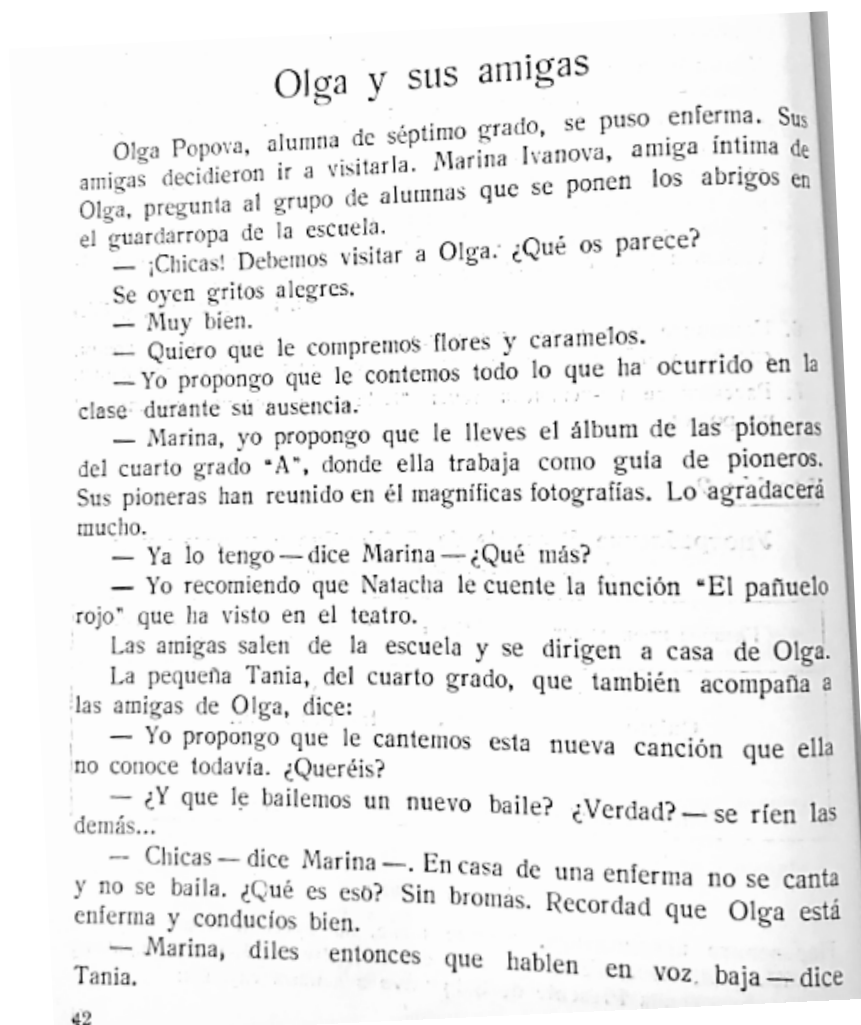 Olga y sus amigas
Olga Popova, alumna de séptimo grado, se puso enferma. Sus
amigas decidieron ir a visitarla. Marina Ivanova, amiga íntima de
Olga, pregunta al grupo de alumnas que se ponen los abrigos en
el guardarropa de la escuela.
— ¡Chicas! Debemos visitar a Olga. ¿Qué os parece?
Se oyen gritos alegres.
— Muy bien.
— Quiero que le compremos flores y caramelos.
— Yo propongo que le contemos todo lo que ha ocurrido en la
clase durante su ausencia.
— Marina, yo propongo que le lleves el álbum de las pioneras
del cuarto grado "A", donde ella trabaja como guía de pioneros.
Sus pioneras han reunido en él magníficas fotografías. Lo agradacerá
mucho.
— Ya lo tengo — dice Marina — ¿Qué más?
— Yo recomiendo que Natacha le cuente la función "El pañuelo
rojo" que ha visto en el teatro.
Las amigas salen de la escuela y se dirigen a casa de Olga.
La pequeña Tania, del cuarto grado, que también acompaña a
las amigas de Olga, dice:
— Yo propongo que le cantemos esta nueva canción que ella
no conoce todavía. ¿Queréis?
— ¿Y que le bailemos un nuevo baile? ¿Verdad? — se ríen las
demás...
— Chicas — dice Marina —. En casa de una enferma no se canta
y no se baila. ¿Qué es eso? Sin bromas. Recordad que Olga está
enferma y conducíos bien.
— Marina, diles entonces que hablen en voz baja — dice
Tania.
42